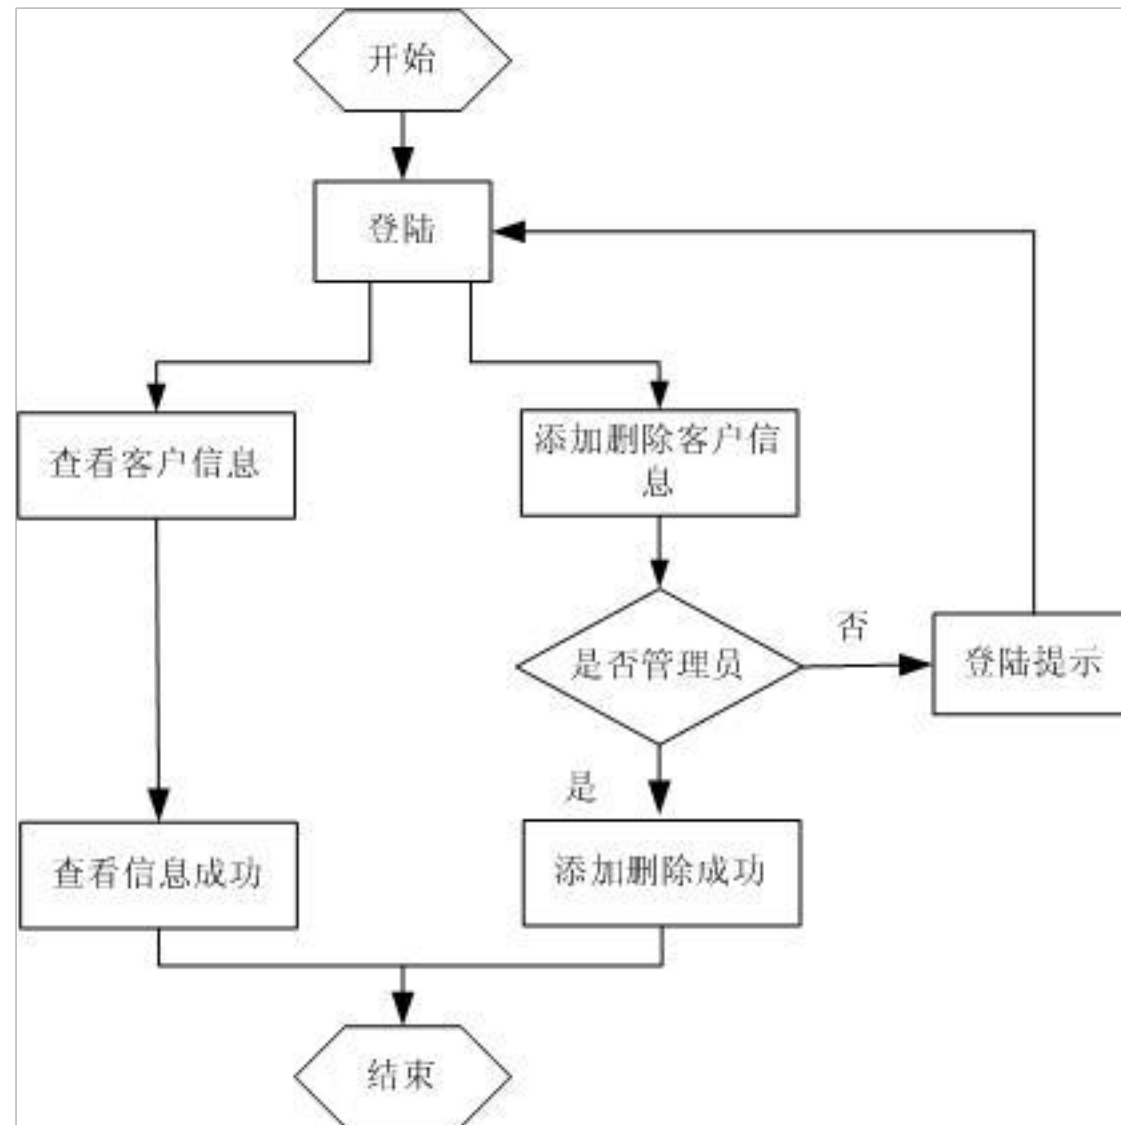 开始
登陆
查看客户信息
添加删除客户信
息
否
是否管理员
登陆提示
是
查看信息成功
添加删除成功
结束